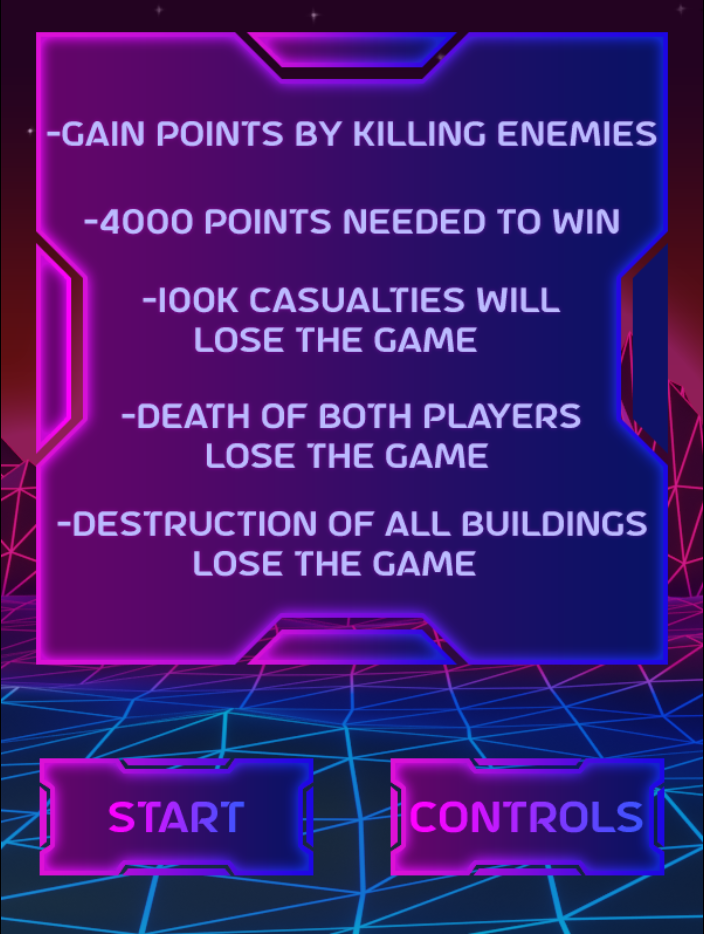 -GAIN POINTS BY KILLING ENEMIES
-4000 POINTS NEEDED TO WIN
-100K CASUALTIES WILL
LOSE THE GAME
-DEATH OF BOTH PLAYERS
LOSE THE GAME
-DESTRUCTION OF ALL BUILDINGS
LOSE THE GAME
START
CONTROLS